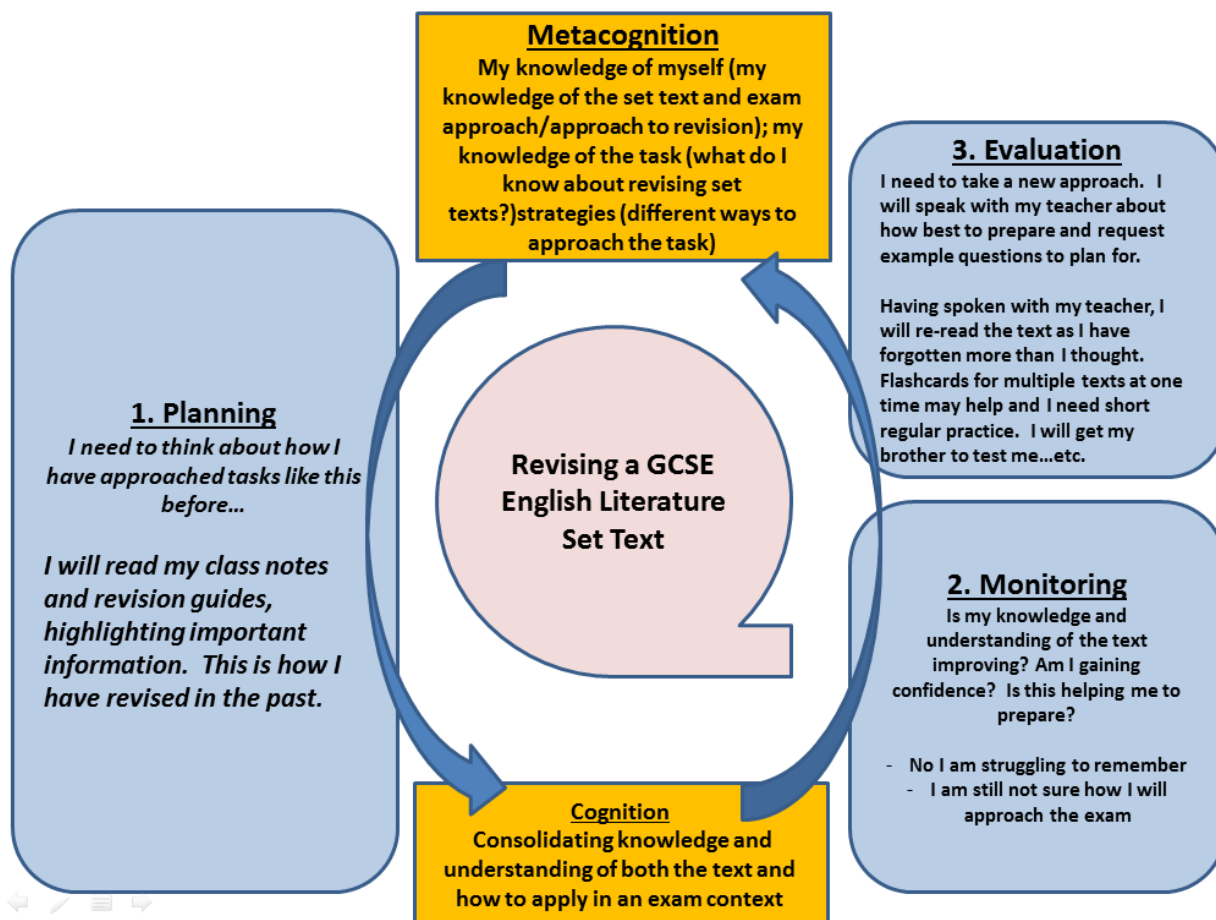 Metacognition
My knowledge of myself (my
knowledge of the set text and exam
approach/approach to revision); my
knowledge of the task (what do I
know about revising set
texts?)strategies (different ways to
approach the task)
1. Planning
I need to think about how I
have approached tasks like this
before…
I will read my class notes
and revision guides,
highlighting important
information.  This is how I
have revised in the past.
Revising a GCSE
English Literature
Set Text
3. Evaluation
I need to take a new approach.  I
will speak with my teacher about
how best to prepare and request
example questions to plan for.
Having spoken with my teacher, I
will re-read the text as I have
forgotten more than I thought.
Flashcards for multiple texts at one
time may help and I need short
regular practice.  I will get my
brother to test me…etc.
2. Monitoring
Is my knowledge and
understanding of the text
improving? Am I gaining
confidence?  Is this helping me to
prepare?
- No I am struggling to remember
- I am still not sure how I will
approach the exam
Cognition
Consolidating knowledge and
understanding of both the text and
how to apply in an exam context